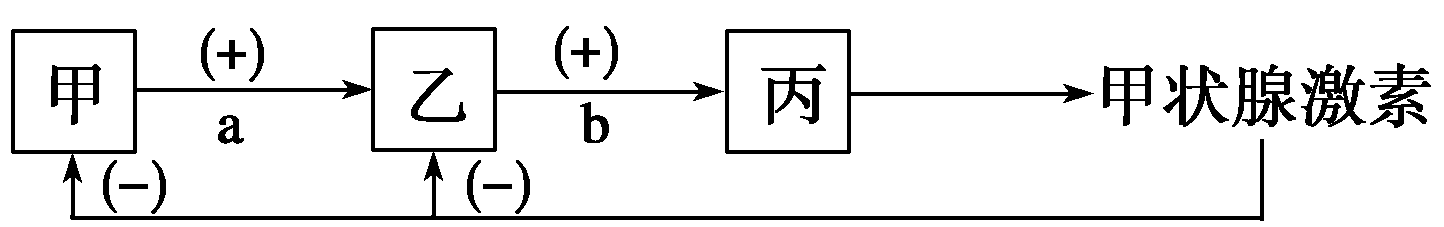 甲 (+) a 乙 (+) b 丙 甲状腺激素
(−) (−)